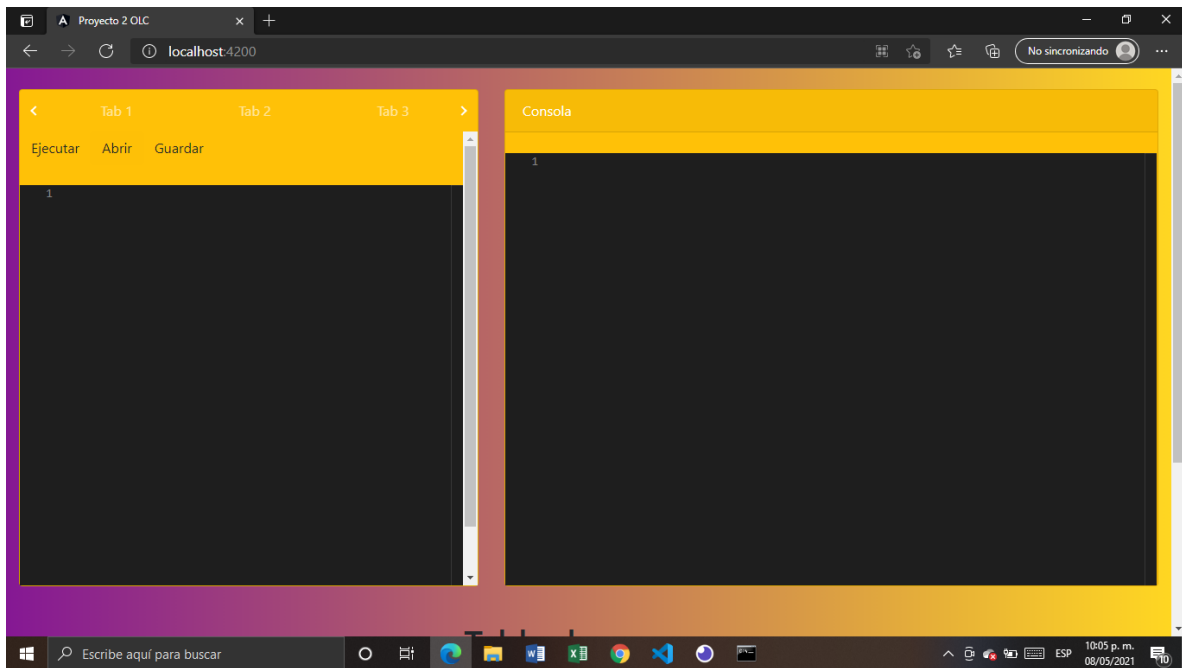 Proyecto 2 OLC
localhost:4200
No sincronizando
Tab 1 Tab 2 Tab 3
Ejecutar Abrir Guardar
1
Consola
1
Escribe aquí para buscar
ESP
10:05 p. m.
08/05/2021
10